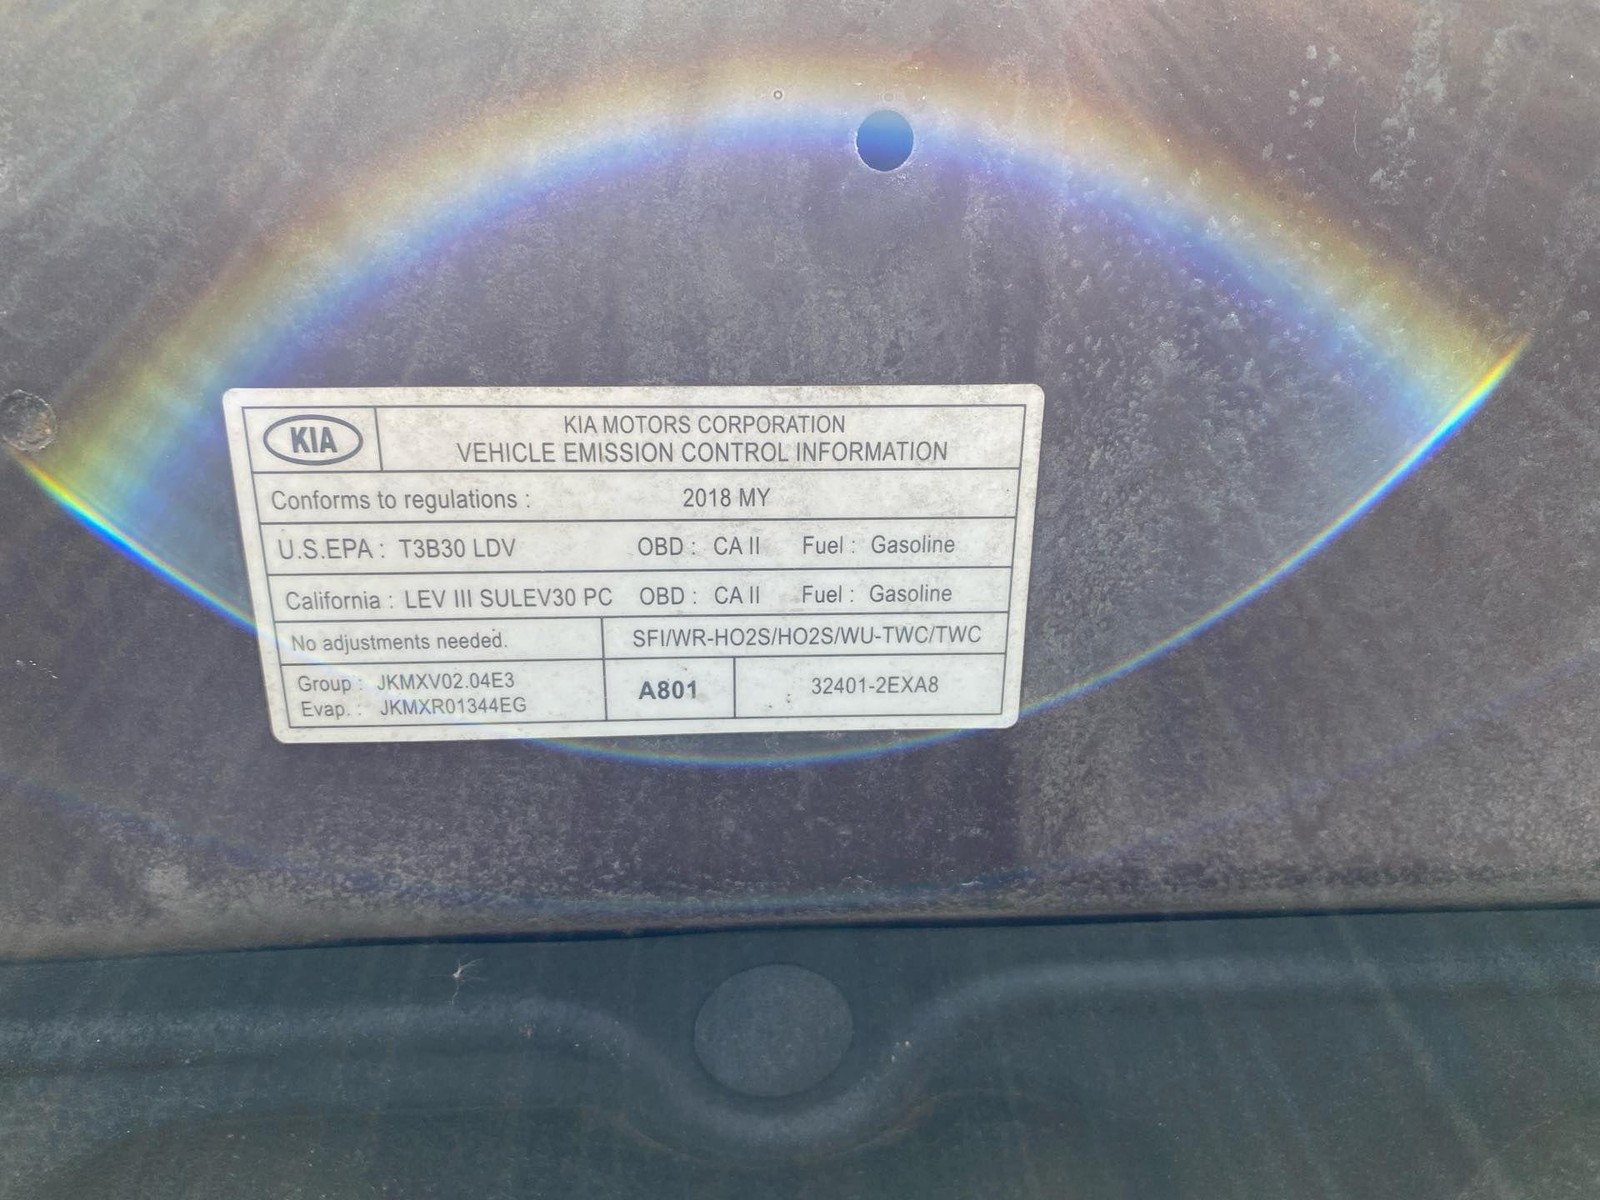 KIA
KIA MOTORS CORPORATION
VEHICLE EMISSION CONTROL INFORMATION
Conforms to regulations : 2018 MY
U.S.EPA : T3B30 LDV OBD : CA II Fuel : Gasoline
California : LEV III SULEV30 PC OBD : CA II Fuel : Gasoline
No adjustments needed. SFI/WR-HO2S/HO2S/WU-TWC/TWC
Group : JKMXV02.04E3
Evap. : JKMXR01344EG
A801
32401-2EXA8